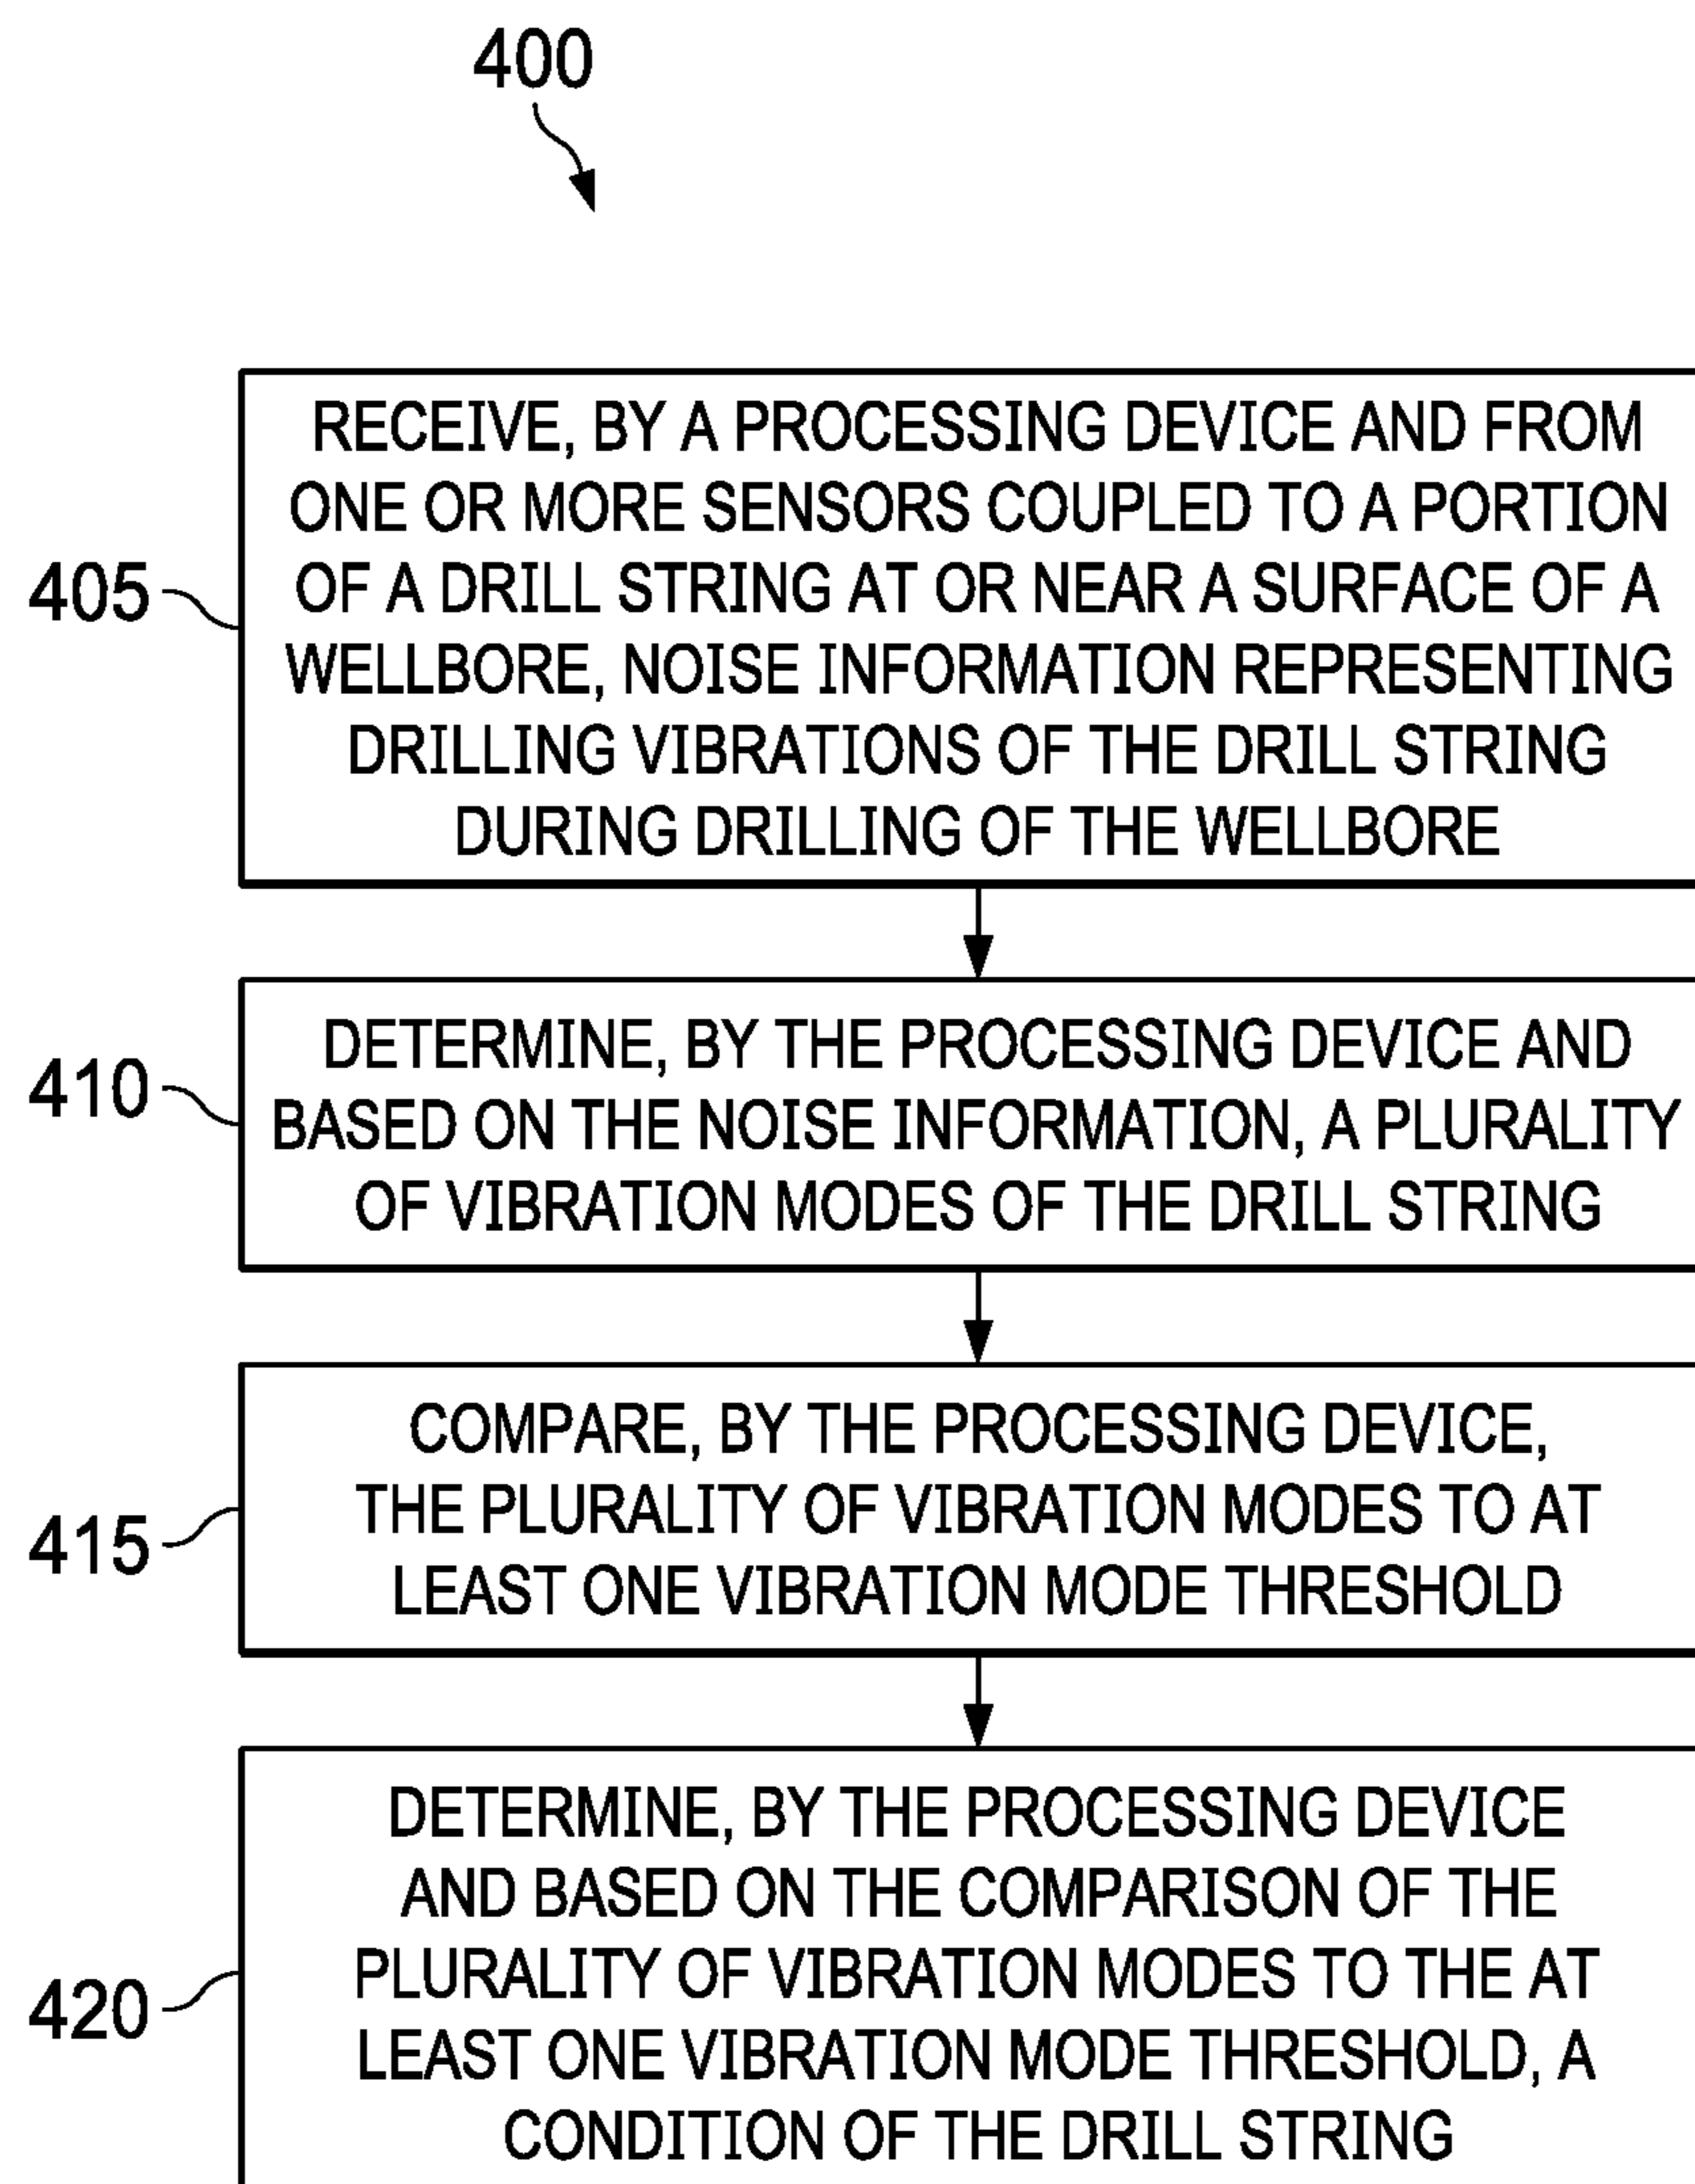 400
405
RECEIVE, BY A PROCESSING DEVICE AND FROM
ONE OR MORE SENSORS COUPLED TO A PORTION
OF A DRILL STRING AT OR NEAR A SURFACE OF A
WELLBORE, NOISE INFORMATION REPRESENTING
DRILLING VIBRATIONS OF THE DRILL STRING
DURING DRILLING OF THE WELLBORE
410
DETERMINE, BY THE PROCESSING DEVICE AND
BASED ON THE NOISE INFORMATION, A PLURALITY
OF VIBRATION MODES OF THE DRILL STRING
415
COMPARE, BY THE PROCESSING DEVICE,
THE PLURALITY OF VIBRATION MODES TO AT
LEAST ONE VIBRATION MODE THRESHOLD
420
DETERMINE, BY THE PROCESSING DEVICE
AND BASED ON THE COMPARISON OF THE
PLURALITY OF VIBRATION MODES TO THE AT
LEAST ONE VIBRATION MODE THRESHOLD, A
CONDITION OF THE DRILL STRING